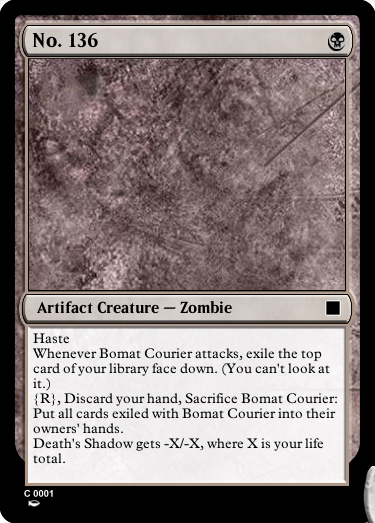 No. 136
Artifact Creature — Zombie
Haste
Whenever Bomat Courier attacks, exile the top
card of your library face down. (You can't look at
it.)
{R}, Discard your hand, Sacrifice Bomat Courier:
Put all cards exiled with Bomat Courier into their
owners' hands.
Death's Shadow gets -X/-X, where X is your life
total.
C 0001